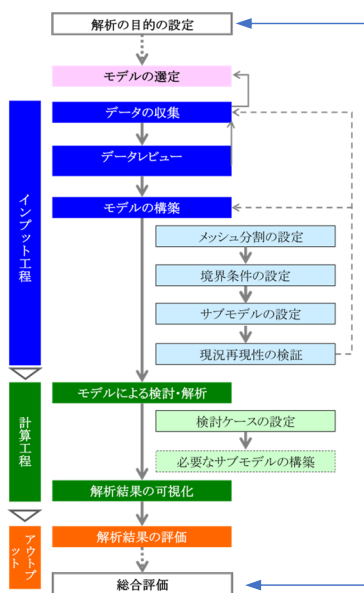 解析の目的の設定
モデルの選定
データの収集
データレビュー
モデルの構築
インプット工程
メッシュ分割の設定
境界条件の設定
サブモデルの設定
現況再現性の検証
モデルによる検討・解析
計算工程
検討ケースの設定
必要なサブモデルの構築
解析結果の可視化
アウトプ
ット
解析結果の評価
総合評価